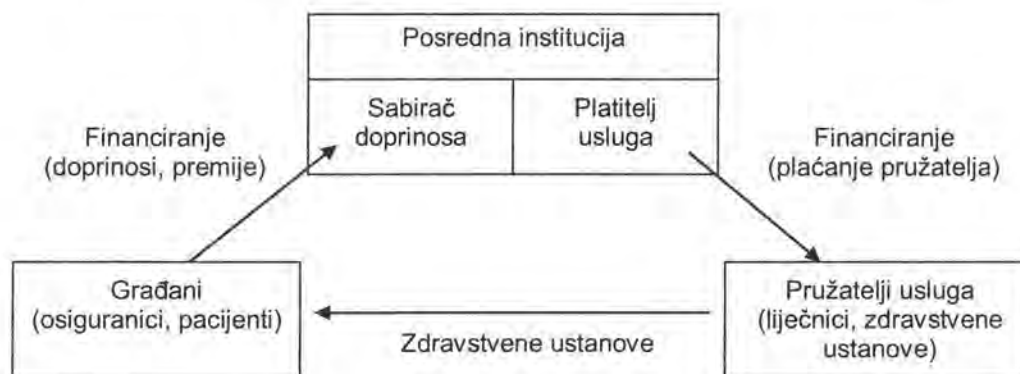 Posredna institucija
Sabirač
doprinosa
Platitelj
usluga
Financiranje
(doprinosi, premije)
Financiranje
(plaćanje pružatelja)
Građani
(osiguranici, pacijenti)
Pružatelji usluga
(liječnici, zdravstvene
ustanove)
Zdravstvene ustanove